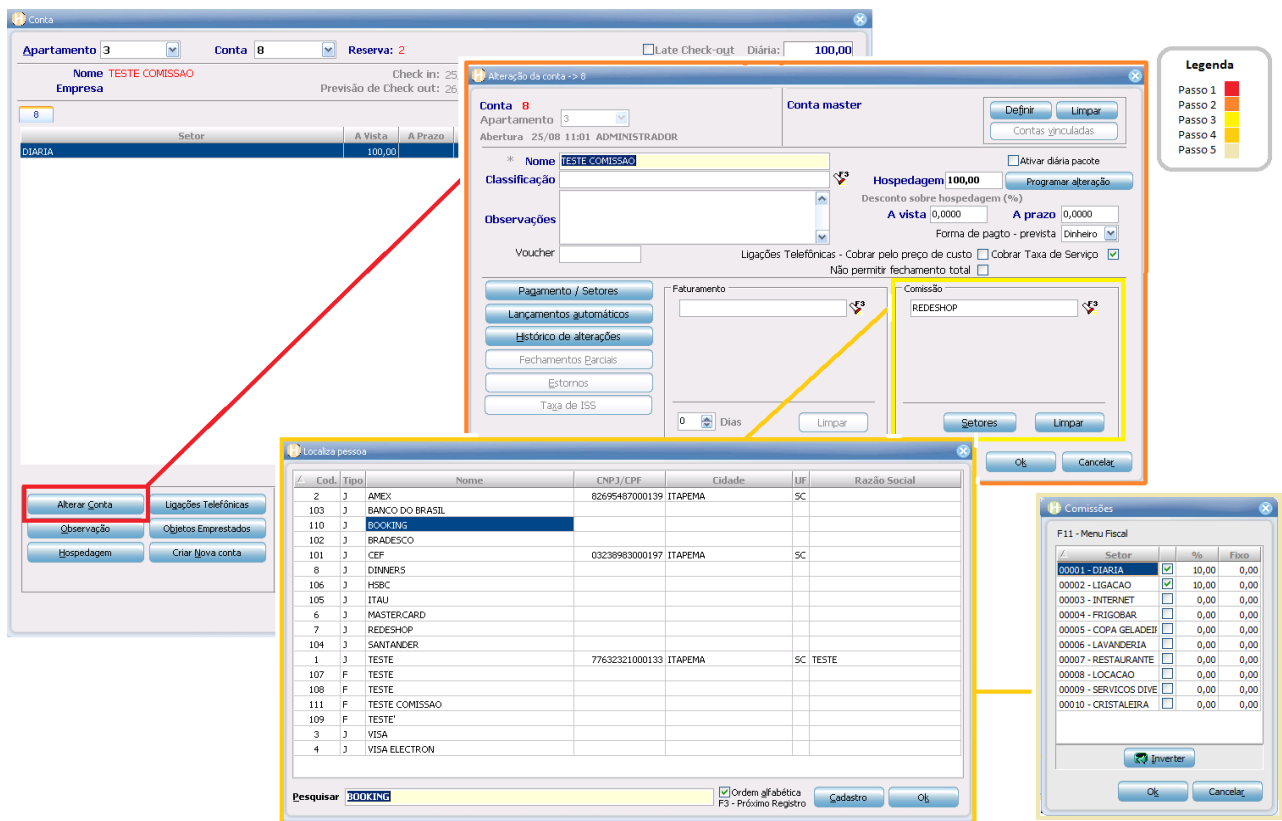 Conta
Apartamento 3 Conta 8 Reserva: 2 Late Check-out Diária: 100,00
Nome TESTE COMISSAO Check in: 25
Empresa Previsão de Check out: 26
8
Setor A Vista A Prazo
DIARIA 100,00
Alterar Conta Ligações Telefônicas
Observação Objetos Emprestados
Hospedagem Criar Nova conta
Alteração da conta -> 8
Conta 8 Conta master Definir Limpar
Apartamento 3 Contas vinculadas
Abertura 25/08 11:01 ADMINISTRADOR
* Nome TESTE COMISSAO Ativar diária pacote
Classificação F3 Hospedagem 100,00 Programar alteração
Desconto sobre hospedagem (%)
Observações A vista 0,0000 A prazo 0,0000
Forma de pagto - prevista Dinheiro
Voucher Ligações Telefônicas - Cobrar pelo preço de custo Cobrar Taxa de Serviço
Não permitir fechamento total
Pagamento / Setores
Lançamentos automáticos
Histórico de alterações
Fechamentos Parciais
Estornos
Taxa de ISS
Faturamento
F3
0 Dias Limpar
Comissão
REDESHOP F3
Setores Limpar
Ok Cancelar
Legenda
Passo 1
Passo 2
Passo 3
Passo 4
Passo 5
Localiza pessoa
Cod. Tipo Nome CNPJ/CPF Cidade UF Razão Social
2 J AMEX 82695487000139 ITAPEMA SC
103 J BANCO DO BRASIL
110 J BOOKING
102 J BRADESCO
101 J CEF 03238983000197 ITAPEMA SC
8 J DINNERS
106 J HSBC
105 J ITAU
6 J MASTERCARD
7 J REDESHOP
104 J SANTANDER
1 J TESTE 77632321000133 ITAPEMA SC TESTE
107 F TESTE
108 F TESTE
111 F TESTE COMISSAO
109 F TESTE'
3 J VISA
4 J VISA ELECTRON
Pesquisar BOOKING Ordem alfabética
F3 - Próximo Registro Cadastro Ok
Comissões
F11 - Menu Fiscal
Setor % Fixo
00001 - DIARIA 10,00 0,00
00002 - LIGACAO 10,00 0,00
00003 - INTERNET 0,00 0,00
00004 - FRIGOBAR 0,00 0,00
00005 - COPA GELADEIF 0,00 0,00
00006 - LAVANDERIA 0,00 0,00
00007 - RESTAURANTE 0,00 0,00
00008 - LOCACAO 0,00 0,00
00009 - SERVICOS DIVE 0,00 0,00
00010 - CRISTALEIRA 0,00 0,00
Inverter
Ok Cancelar